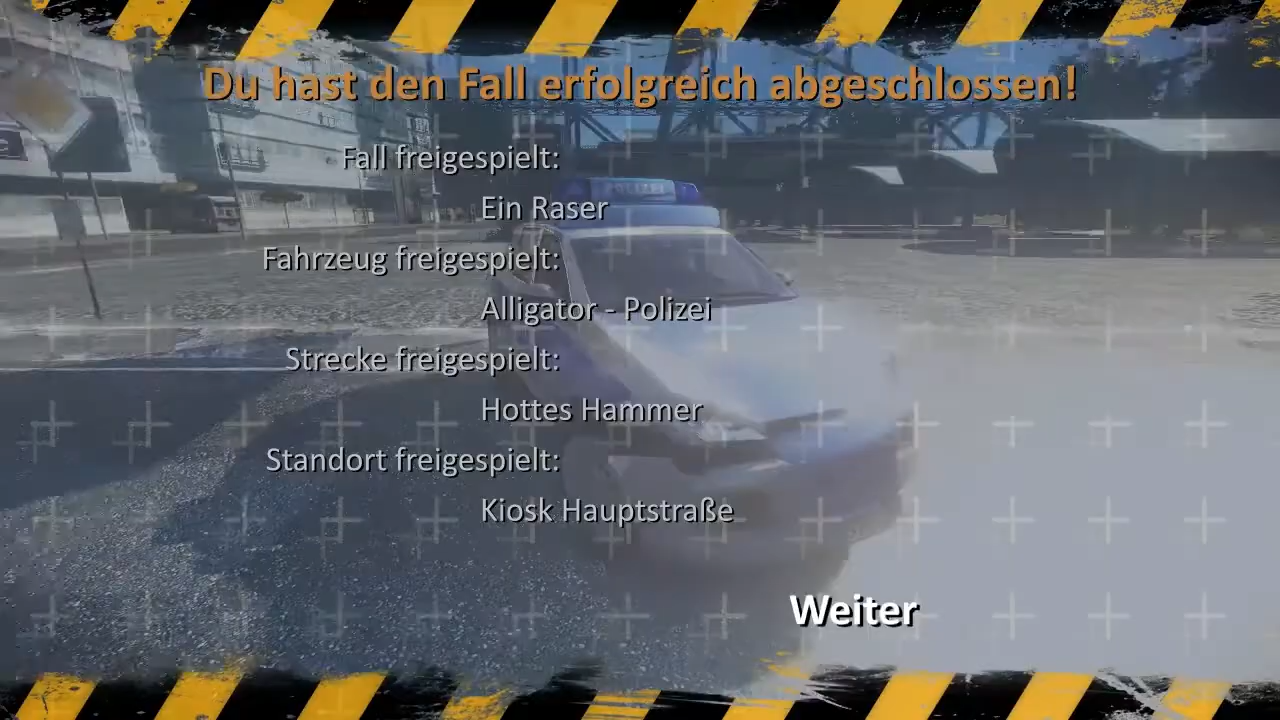 Du hast den Fall erfolgreich abgeschlossen!
Fall freigespielt:
POLIZEI
Ein Raser
Fahrzeug freigespielt:
Alligator - Polizei
Strecke freigespielt:
Hottes Hammer
Standort freigespielt:
Kiosk Hauptstraße
Weiter